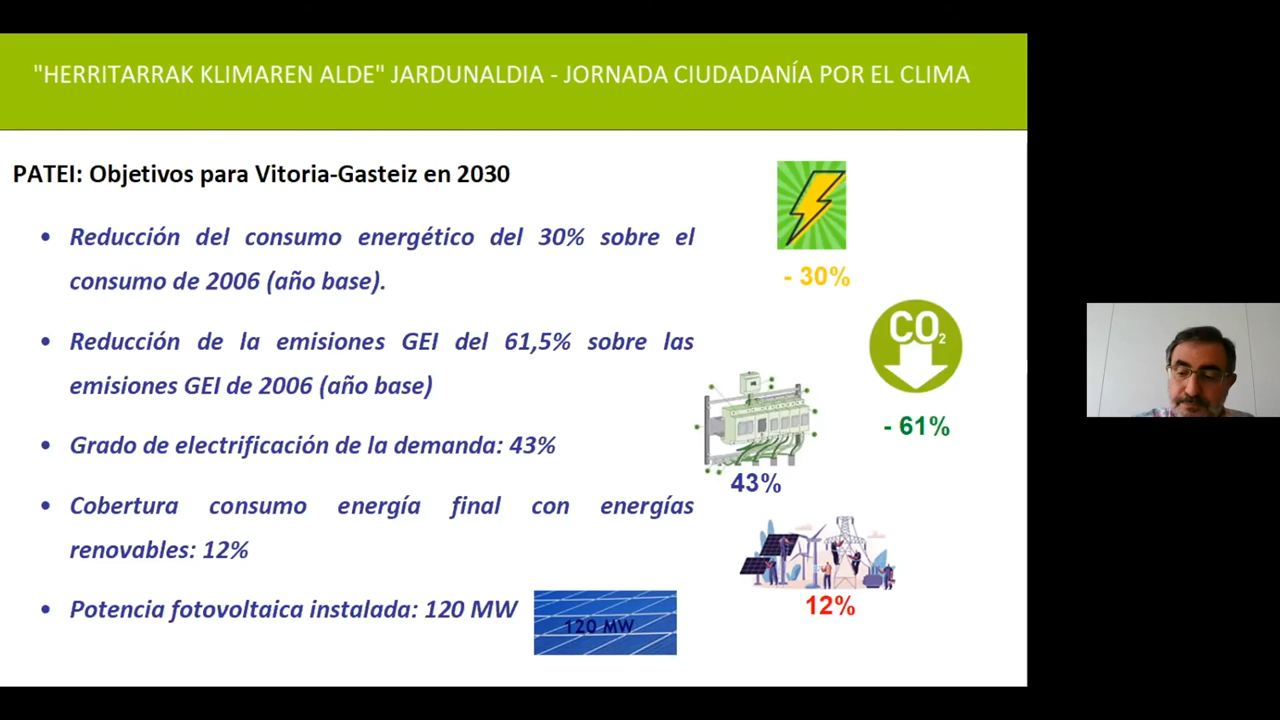 "HERRITARRAK KLIMAREN ALDE" JARDUNALDIA - JORNADA CIUDADANÍA POR EL CLIMA
PATEI: Objetivos para Vitoria-Gasteiz en 2030
• Reducción del consumo energético del 30% sobre el
consumo de 2006 (año base).
- 30%
• Reducción de la emisiones GEI del 61,5% sobre las
emisiones GEI de 2006 (año base)
CO2
- 61%
• Grado de electrificación de la demanda: 43%
43%
• Cobertura consumo energía final con energías
renovables: 12%
12%
• Potencia fotovoltaica instalada: 120 MW
120 MW